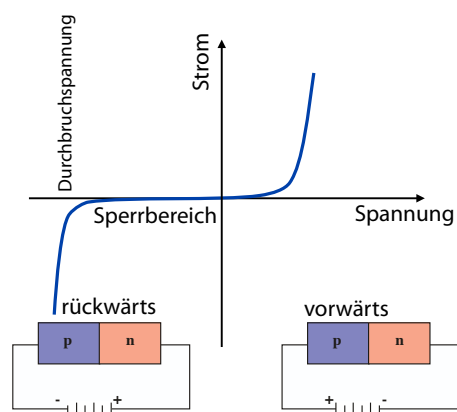 Durchbruchspannung
Strom
Sperrbereich
Spannung
rückwärts
vorwärts
p n
p n
- +
+ -